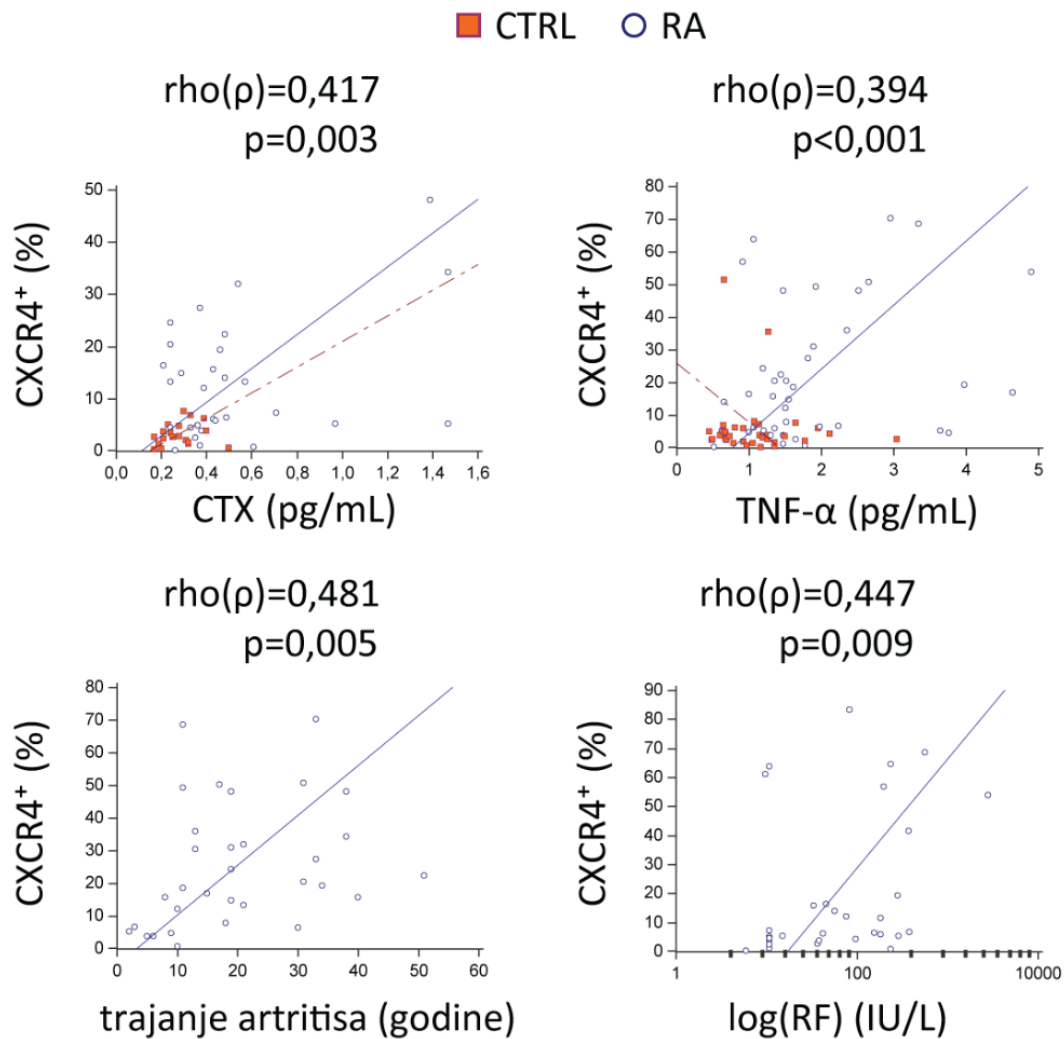 CTRL RA
rho(ρ)=0,417
p=0,003
CXCR4⁺ (%)
50
40
30
20
10
0
0,0 0,2 0,4 0,6 0,8 1,0 1,2 1,4 1,6
CTX (pg/mL)
rho(ρ)=0,394
p<0,001
CXCR4⁺ (%)
80
70
60
50
40
30
20
10
0
0 1 2 3 4 5
TNF-α (pg/mL)
rho(ρ)=0,481
p=0,005
CXCR4⁺ (%)
80
70
60
50
40
30
20
10
0
0 10 20 30 40 50 60
trajanje artritisa (godine)
rho(ρ)=0,447
p=0,009
CXCR4⁺ (%)
90
80
70
60
50
40
30
20
10
0
1 100 10000
log(RF) (IU/L)